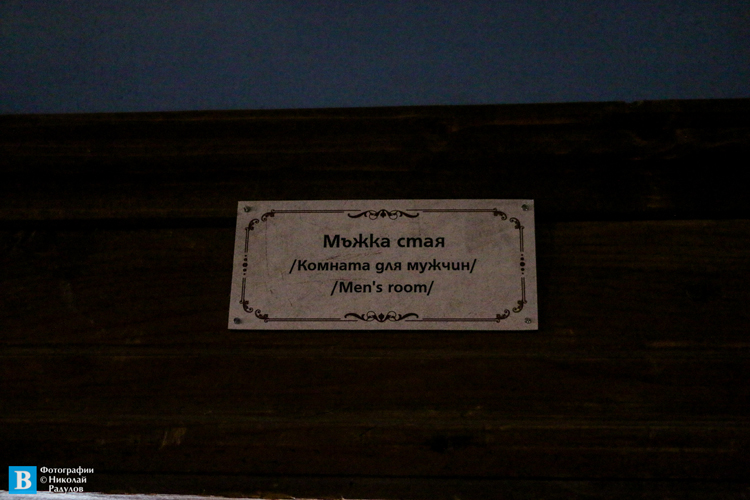 Мъжка стая
/Комната для мужчин/
/Men's room/
В
Фотографии
© Николай
Радулов